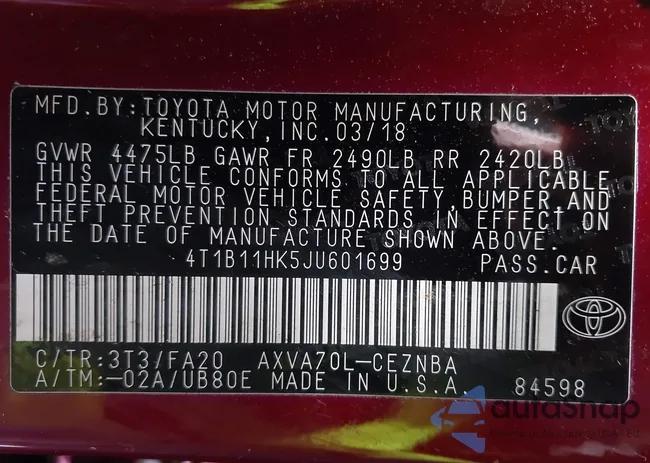 MFD. BY: TOYOTA MOTOR MANUFACTURING,
KENTUCKY, INC. 03/18
GVWR 4475LB GAWR FR 2490LB RR 2420LB
THIS VEHICLE CONFORMS TO ALL APPLICABLE
FEDERAL MOTOR VEHICLE SAFETY, BUMPER, AND
THEFT PREVENTION STANDARDS IN EFFECT ON
THE DATE OF MANUFACTURE SHOWN ABOVE.
4T1B11HK5JU601699 PASS.CAR
C/TR: 3T3/FA20 AXVA70L-CEZNBA
A/TM: -02A/UB80E MADE IN U.S.A. 84598
autasnap